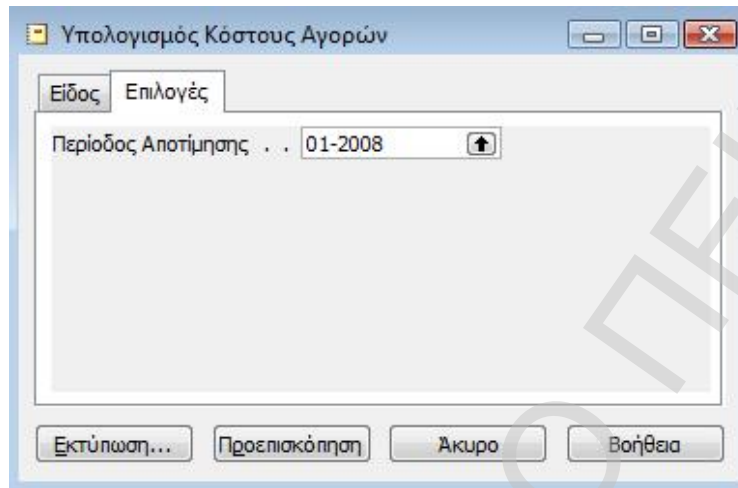 Υπολογισμός Κόστους Αγορών
Είδος Επιλογές
Περίοδος Αποτίμησης . . 01-2008
Εκτύπωση... Προεπισκόπηση Άκυρο Βοήθεια